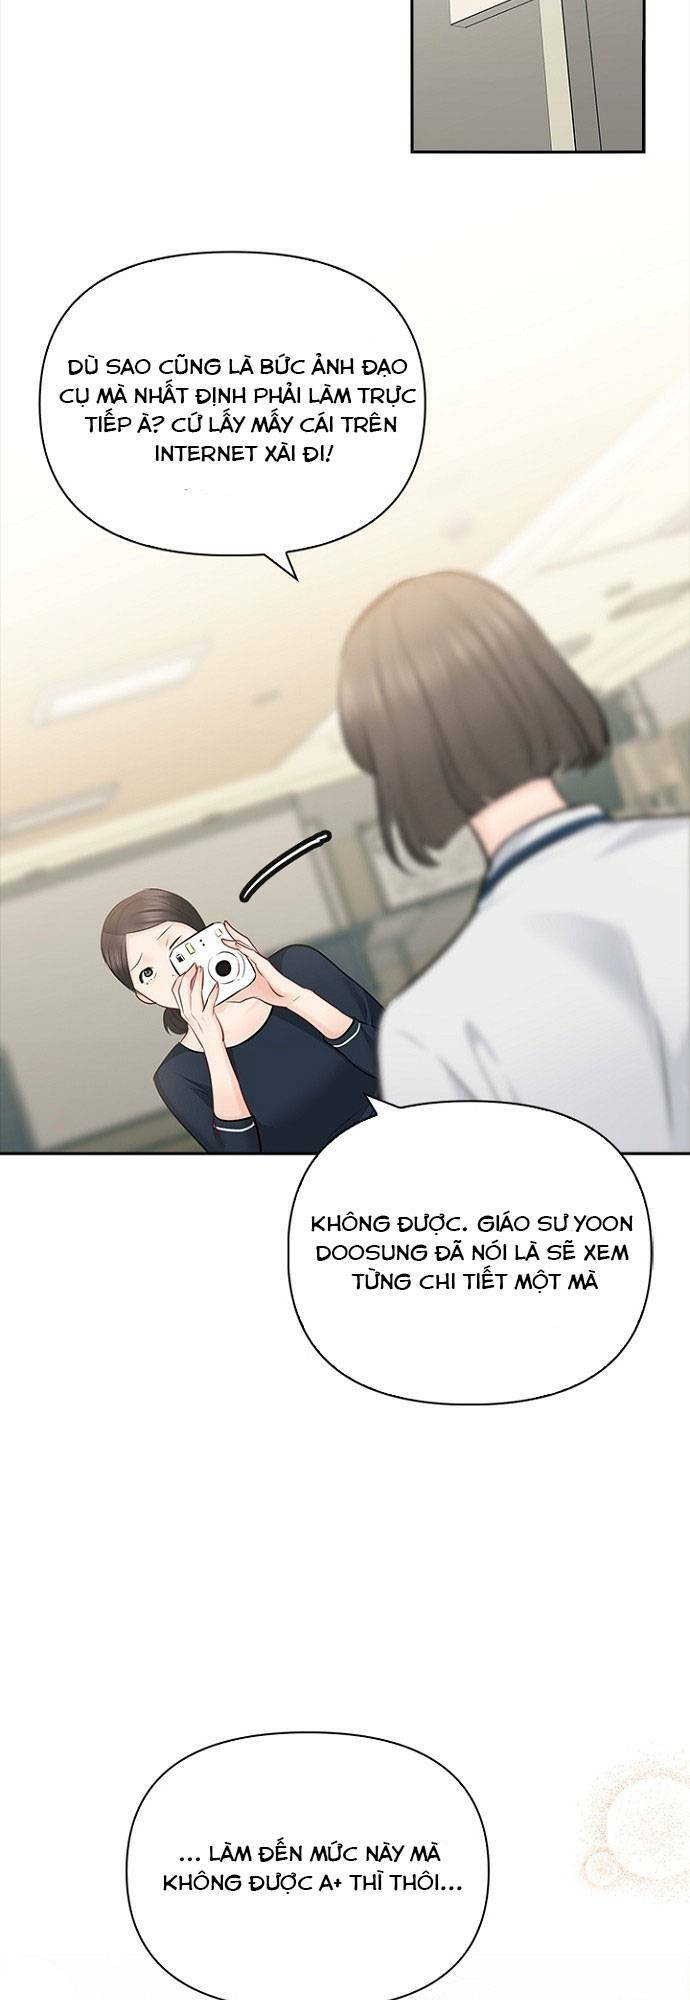 DÙ SAO CŨNG LÀ BỨC ẢNH ĐẠO
CỤ MÀ NHẤT ĐỊNH PHẢI LÀM TRỰC
TIẾP À? CỨ LẤY MẤY CÁI TRÊN
INTERNET XÀI ĐI!
KHÔNG ĐƯỢC. GIÁO SƯ YOON
DOOSUNG ĐÃ NÓI LÀ SẼ XEM
TỪNG CHI TIẾT MỘT MÀ
... LÀM ĐẾN MỨC NÀY MÀ
KHÔNG ĐƯỢC A+ THÌ THÔI...